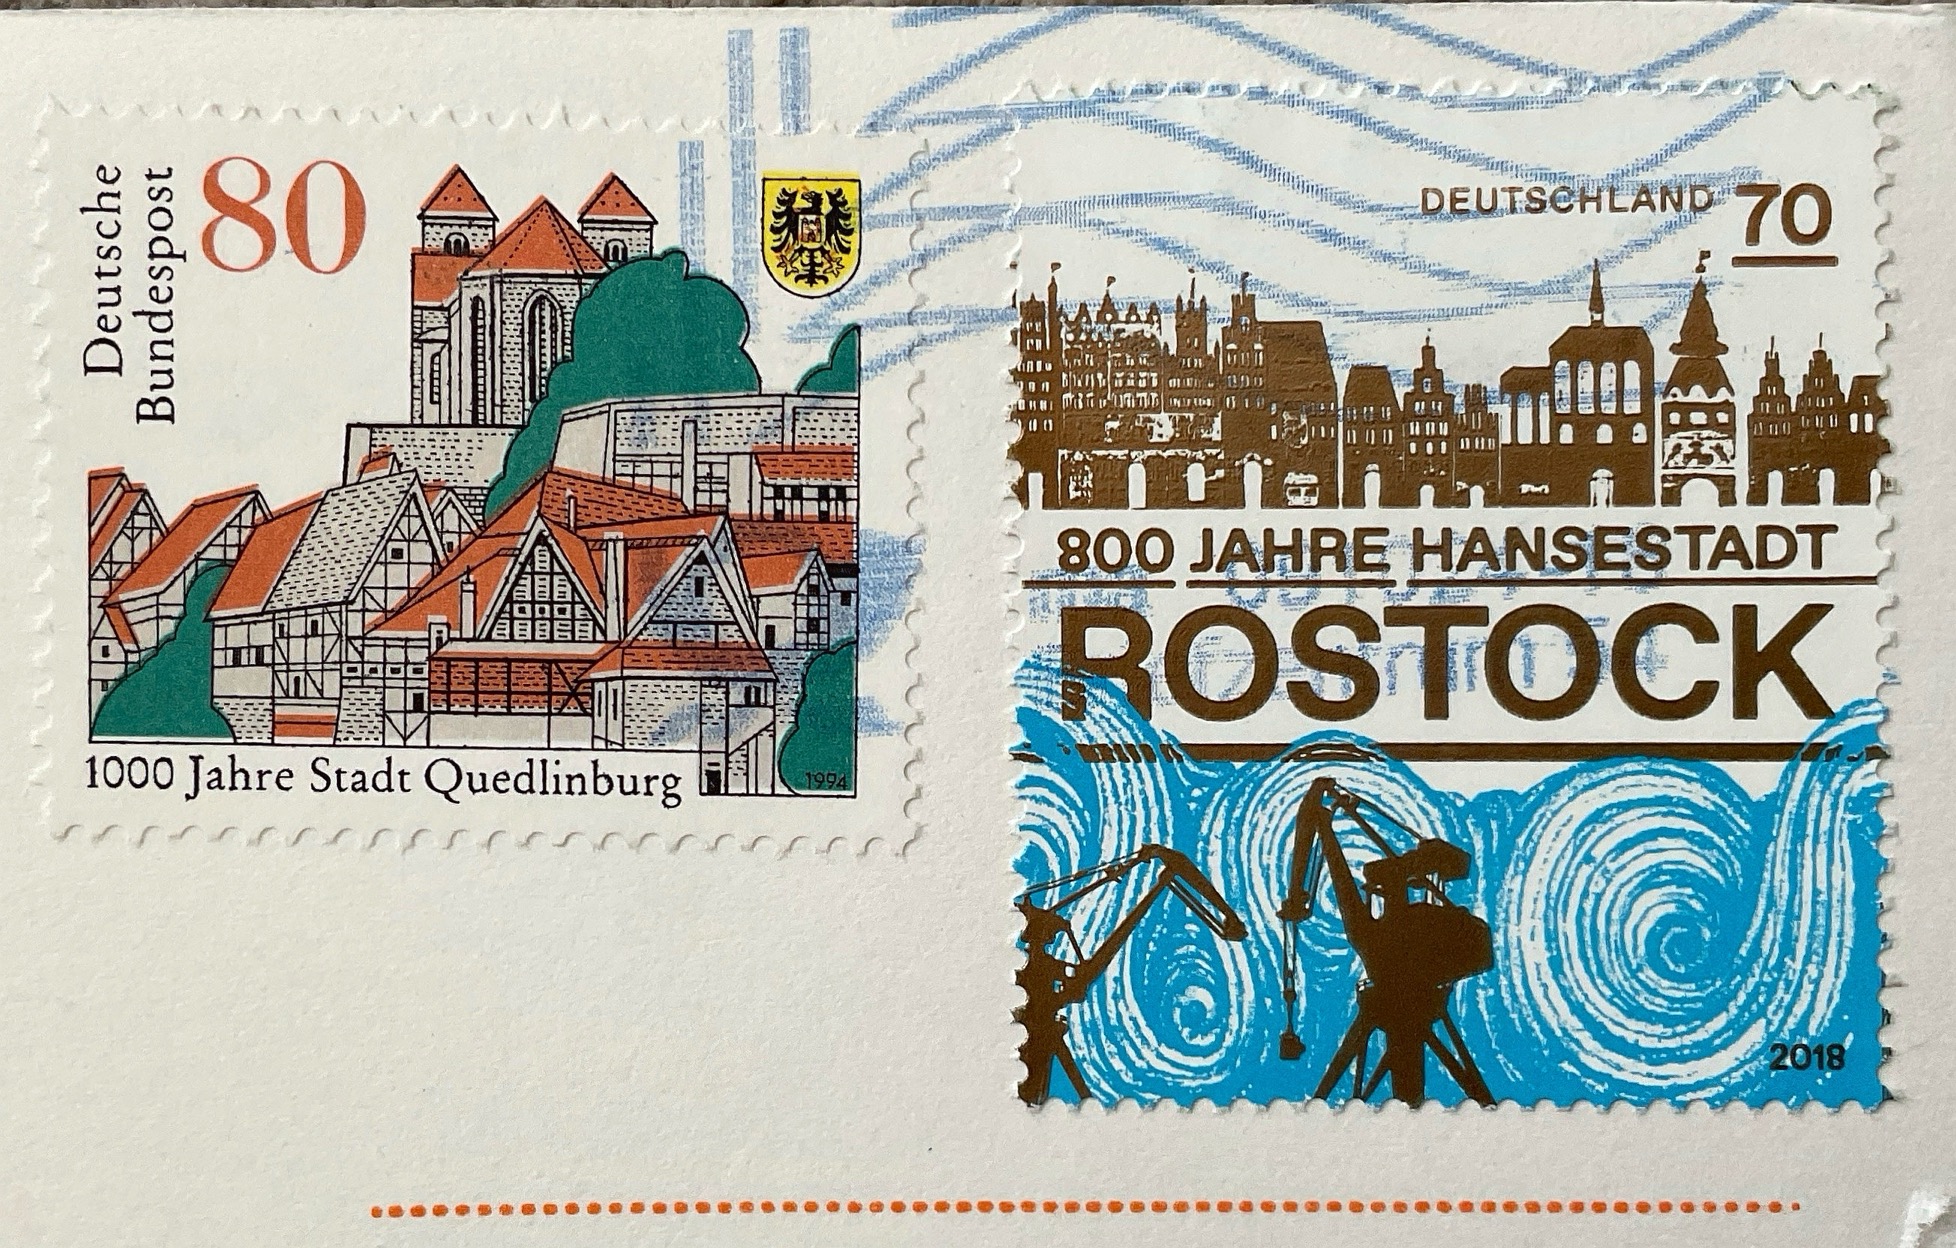 Deutsche
Bundespost
80
1000 Jahre Stadt Quedlinburg
1994
DEUTSCHLAND 70
800 JAHRE HANSESTADT
ROSTOCK
2018